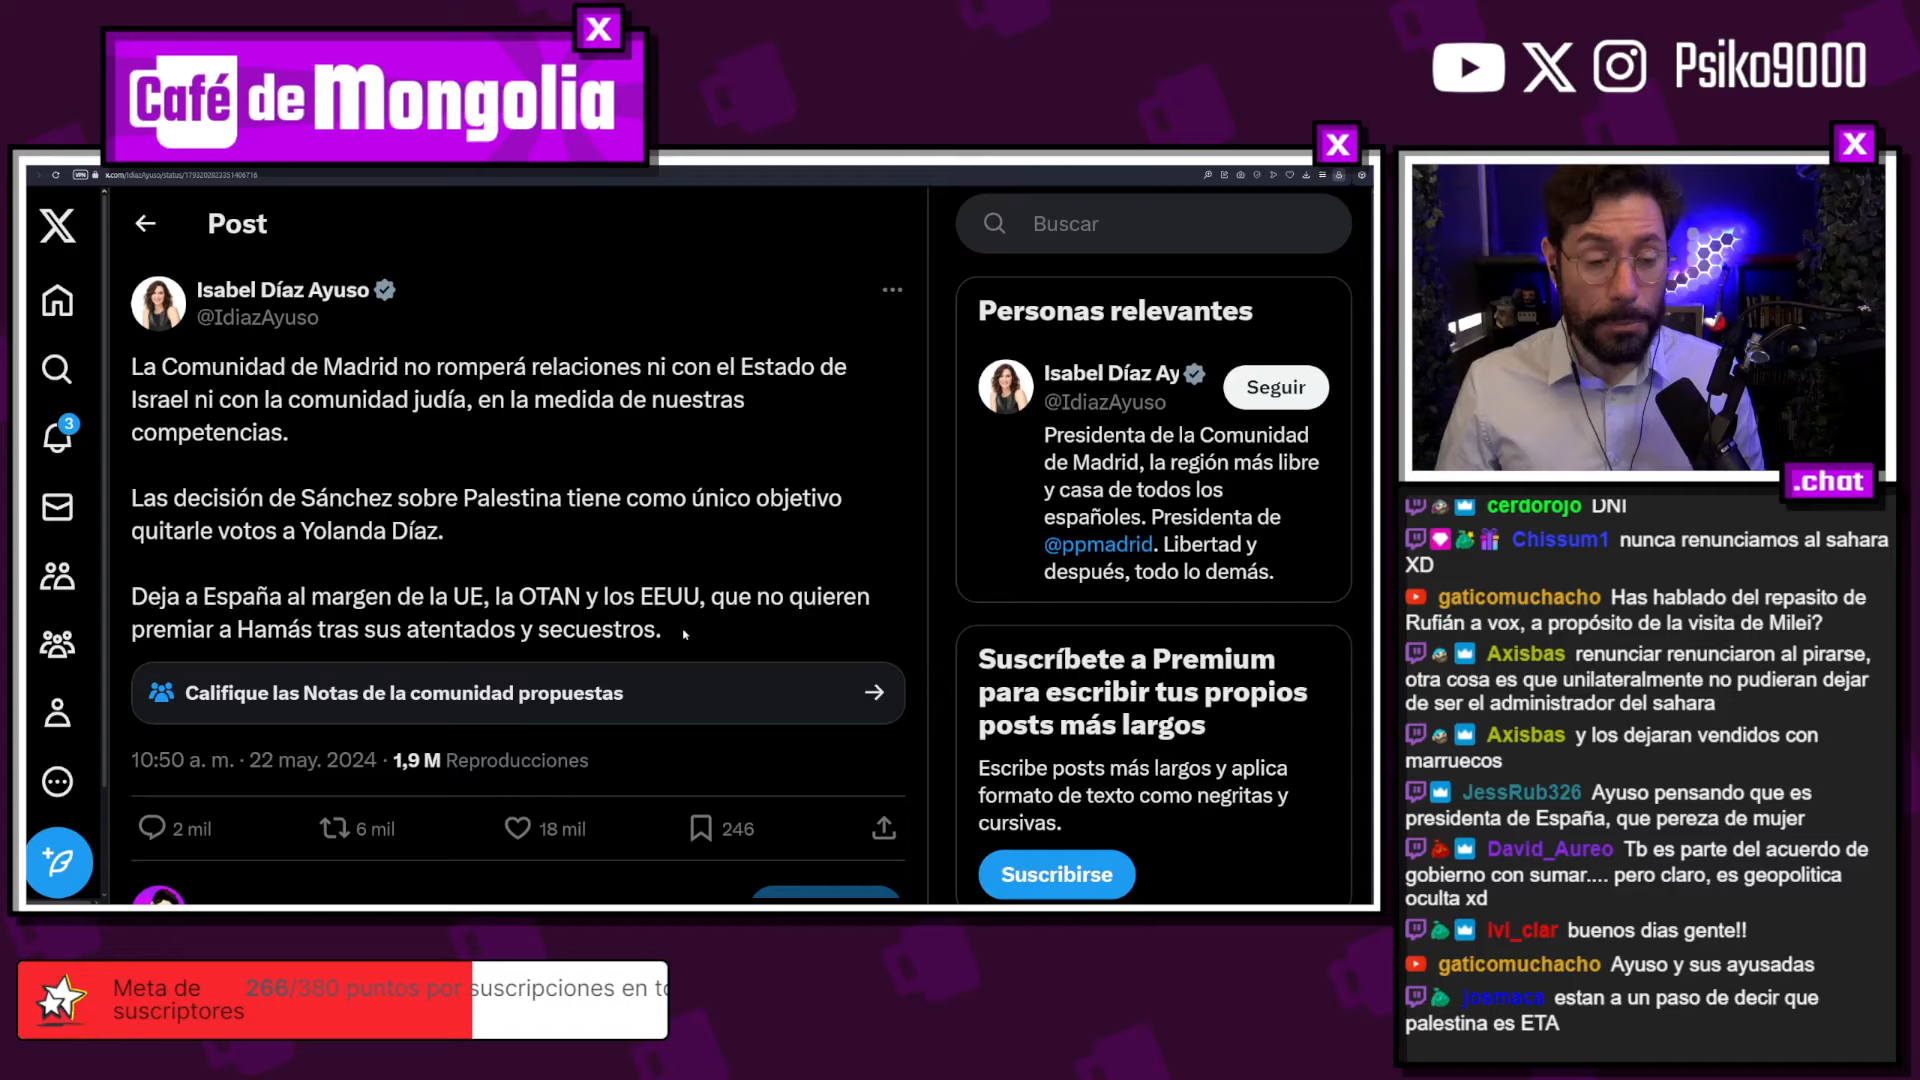 X
Café de Mongolia
Psiko9000
X
X
VPN
x.com/IdiazAyuso/status/1793202823351406716
Post
Buscar
Isabel Díaz Ayuso
@IdiazAyuso
La Comunidad de Madrid no romperá relaciones ni con el Estado de
Israel ni con la comunidad judía, en la medida de nuestras
competencias.
Las decisión de Sánchez sobre Palestina tiene como único objetivo
quitarle votos a Yolanda Díaz.
Deja a España al margen de la UE, la OTAN y los EEUU, que no quieren
premiar a Hamás tras sus atentados y secuestros.
Califique las Notas de la comunidad propuestas
10:50 a. m. · 22 may. 2024 · 1,9 M Reproducciones
2 mil
6 mil
18 mil
246
3
Personas relevantes
Isabel Díaz Ay
@IdiazAyuso
Seguir
Presidenta de la Comunidad
de Madrid, la región más libre
y casa de todos los
españoles. Presidenta de
@ppmadrid. Libertad y
después, todo lo demás.
Suscríbete a Premium
para escribir tus propios
posts más largos
Escribe posts más largos y aplica
formato de texto como negritas y
cursivas.
Suscribirse
.chat
cerdorojo DNI
Chissum1 nunca renunciamos al sahara
XD
gaticomuchacho Has hablado del repasito de
Rufián a vox, a propósito de la visita de Milei?
Axisbas renunciar renunciaron al pirarse,
otra cosa es que unilateralmente no pudieran dejar
de ser el administrador del sahara
Axisbas y los dejaran vendidos con
marruecos
JessRub326 Ayuso pensando que es
presidenta de España, que pereza de mujer
David_Aureo Tb es parte del acuerdo de
gobierno con sumar.... pero claro, es geopolitica
oculta xd
lvl_clar buenos dias gente!!
gaticomuchacho Ayuso y sus ayusadas
josmaca estan a un paso de decir que
palestina es ETA
Meta de
suscriptores
266/380 puntos por suscripciones en to